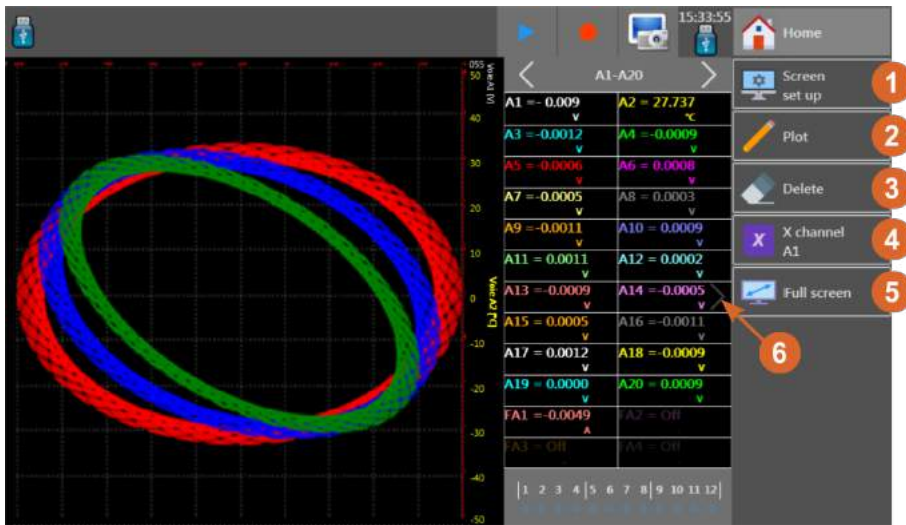 15:33:55
Home
A1-A20
Screen
set up
1
Plot
2
Delete
3
X channel
A1
4
Full screen
5
6
055
50
40
30
20
10
0
-10
-20
-30
-40
-50
Voie:A1 [V]
Voie:A2 [°C]
A1 =- 0.009 A2 = 27.737
V °C
A3 =-0.0012 A4 =-0.0009
V V
A5 =-0.0006 A6 = 0.0008
V V
A7 =-0.0005 A8 = 0.0003
V V
A9 =-0.0011 A10 = 0.0009
V V
A11 = 0.0011 A12 = 0.0002
V V
A13 =-0.0009 A14 =-0.0005
V V
A15 = 0.0005 A16 =-0.0011
V V
A17 = 0.0012 A18 =-0.0009
V V
A19 = 0.0000 A20 = 0.0009
V V
FA1 =-0.0049 FA2 = Off
A
FA3 = Off FA4 = Off
1 2 3 4 5 6 7 8 9 10 11 12